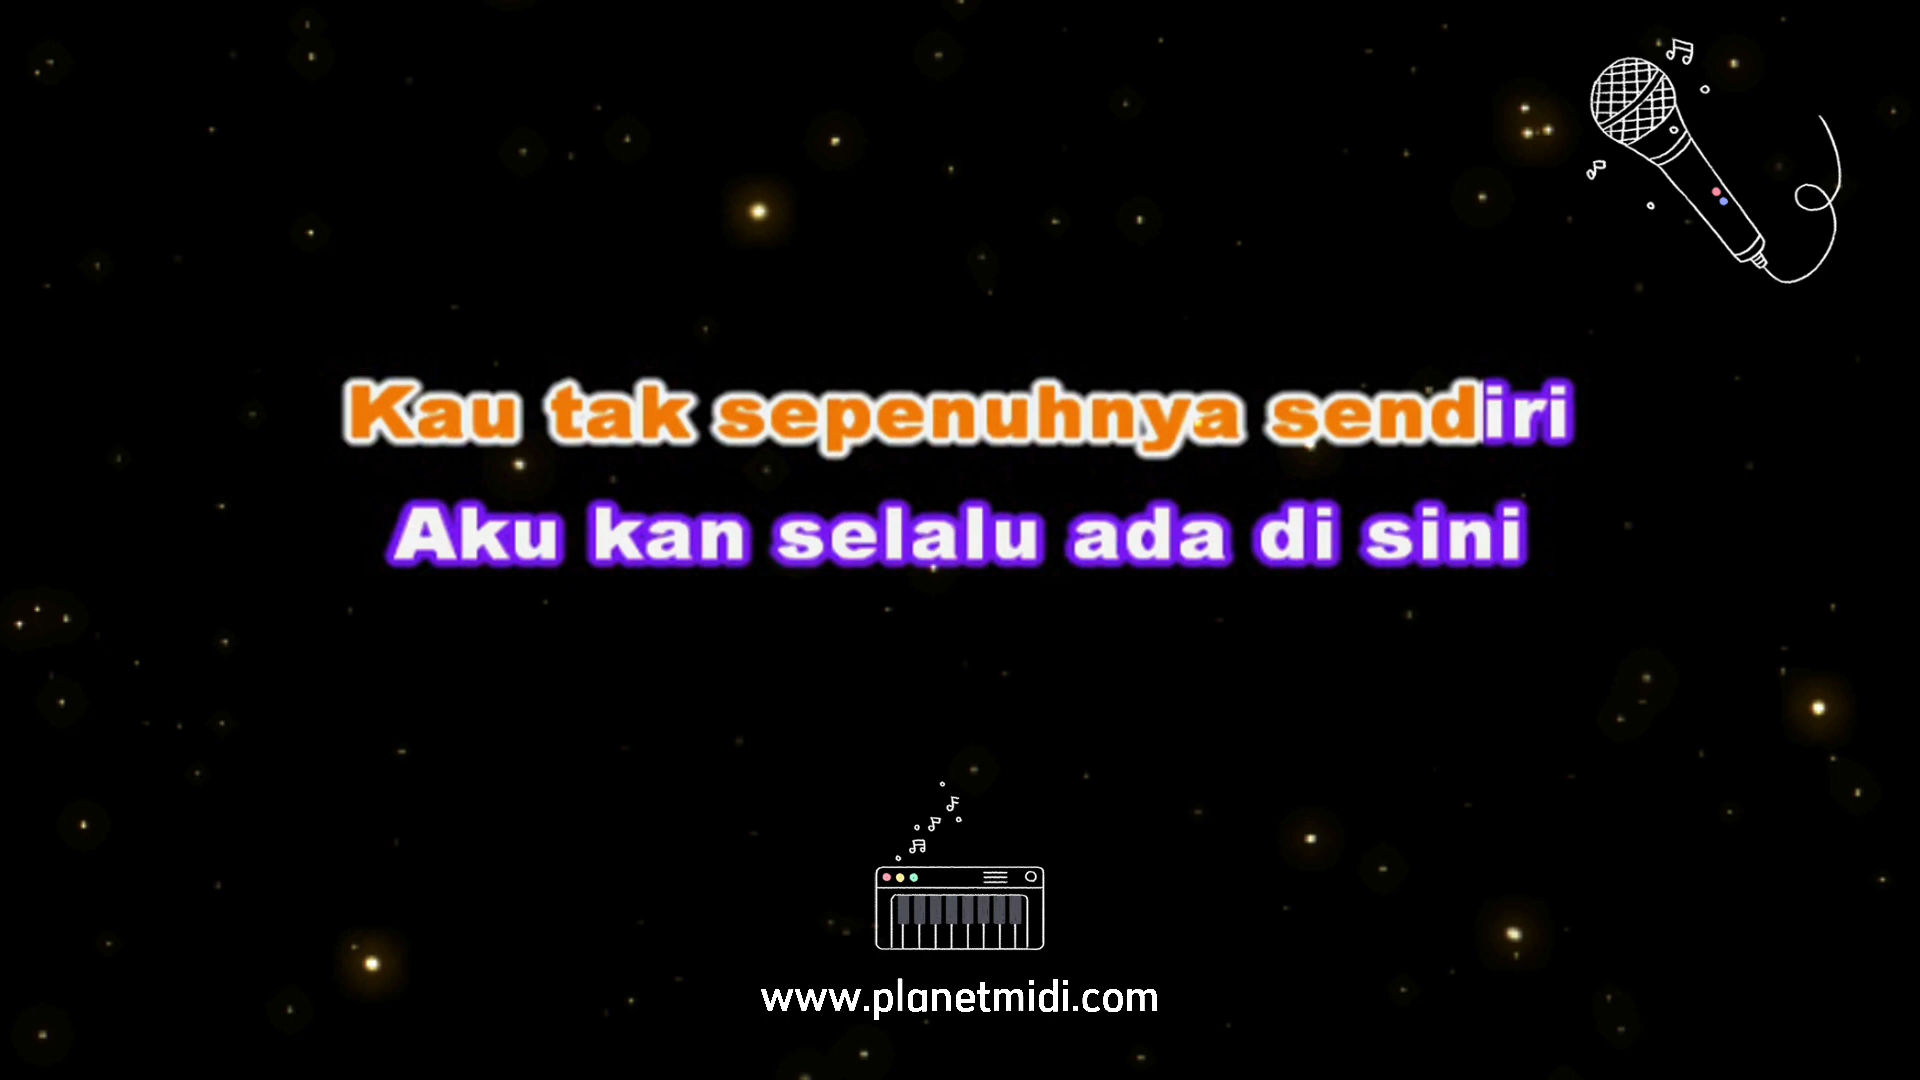 Kau tak sepenuhnya sendiri
Aku kan selalu ada di sini
www.planetmidi.com